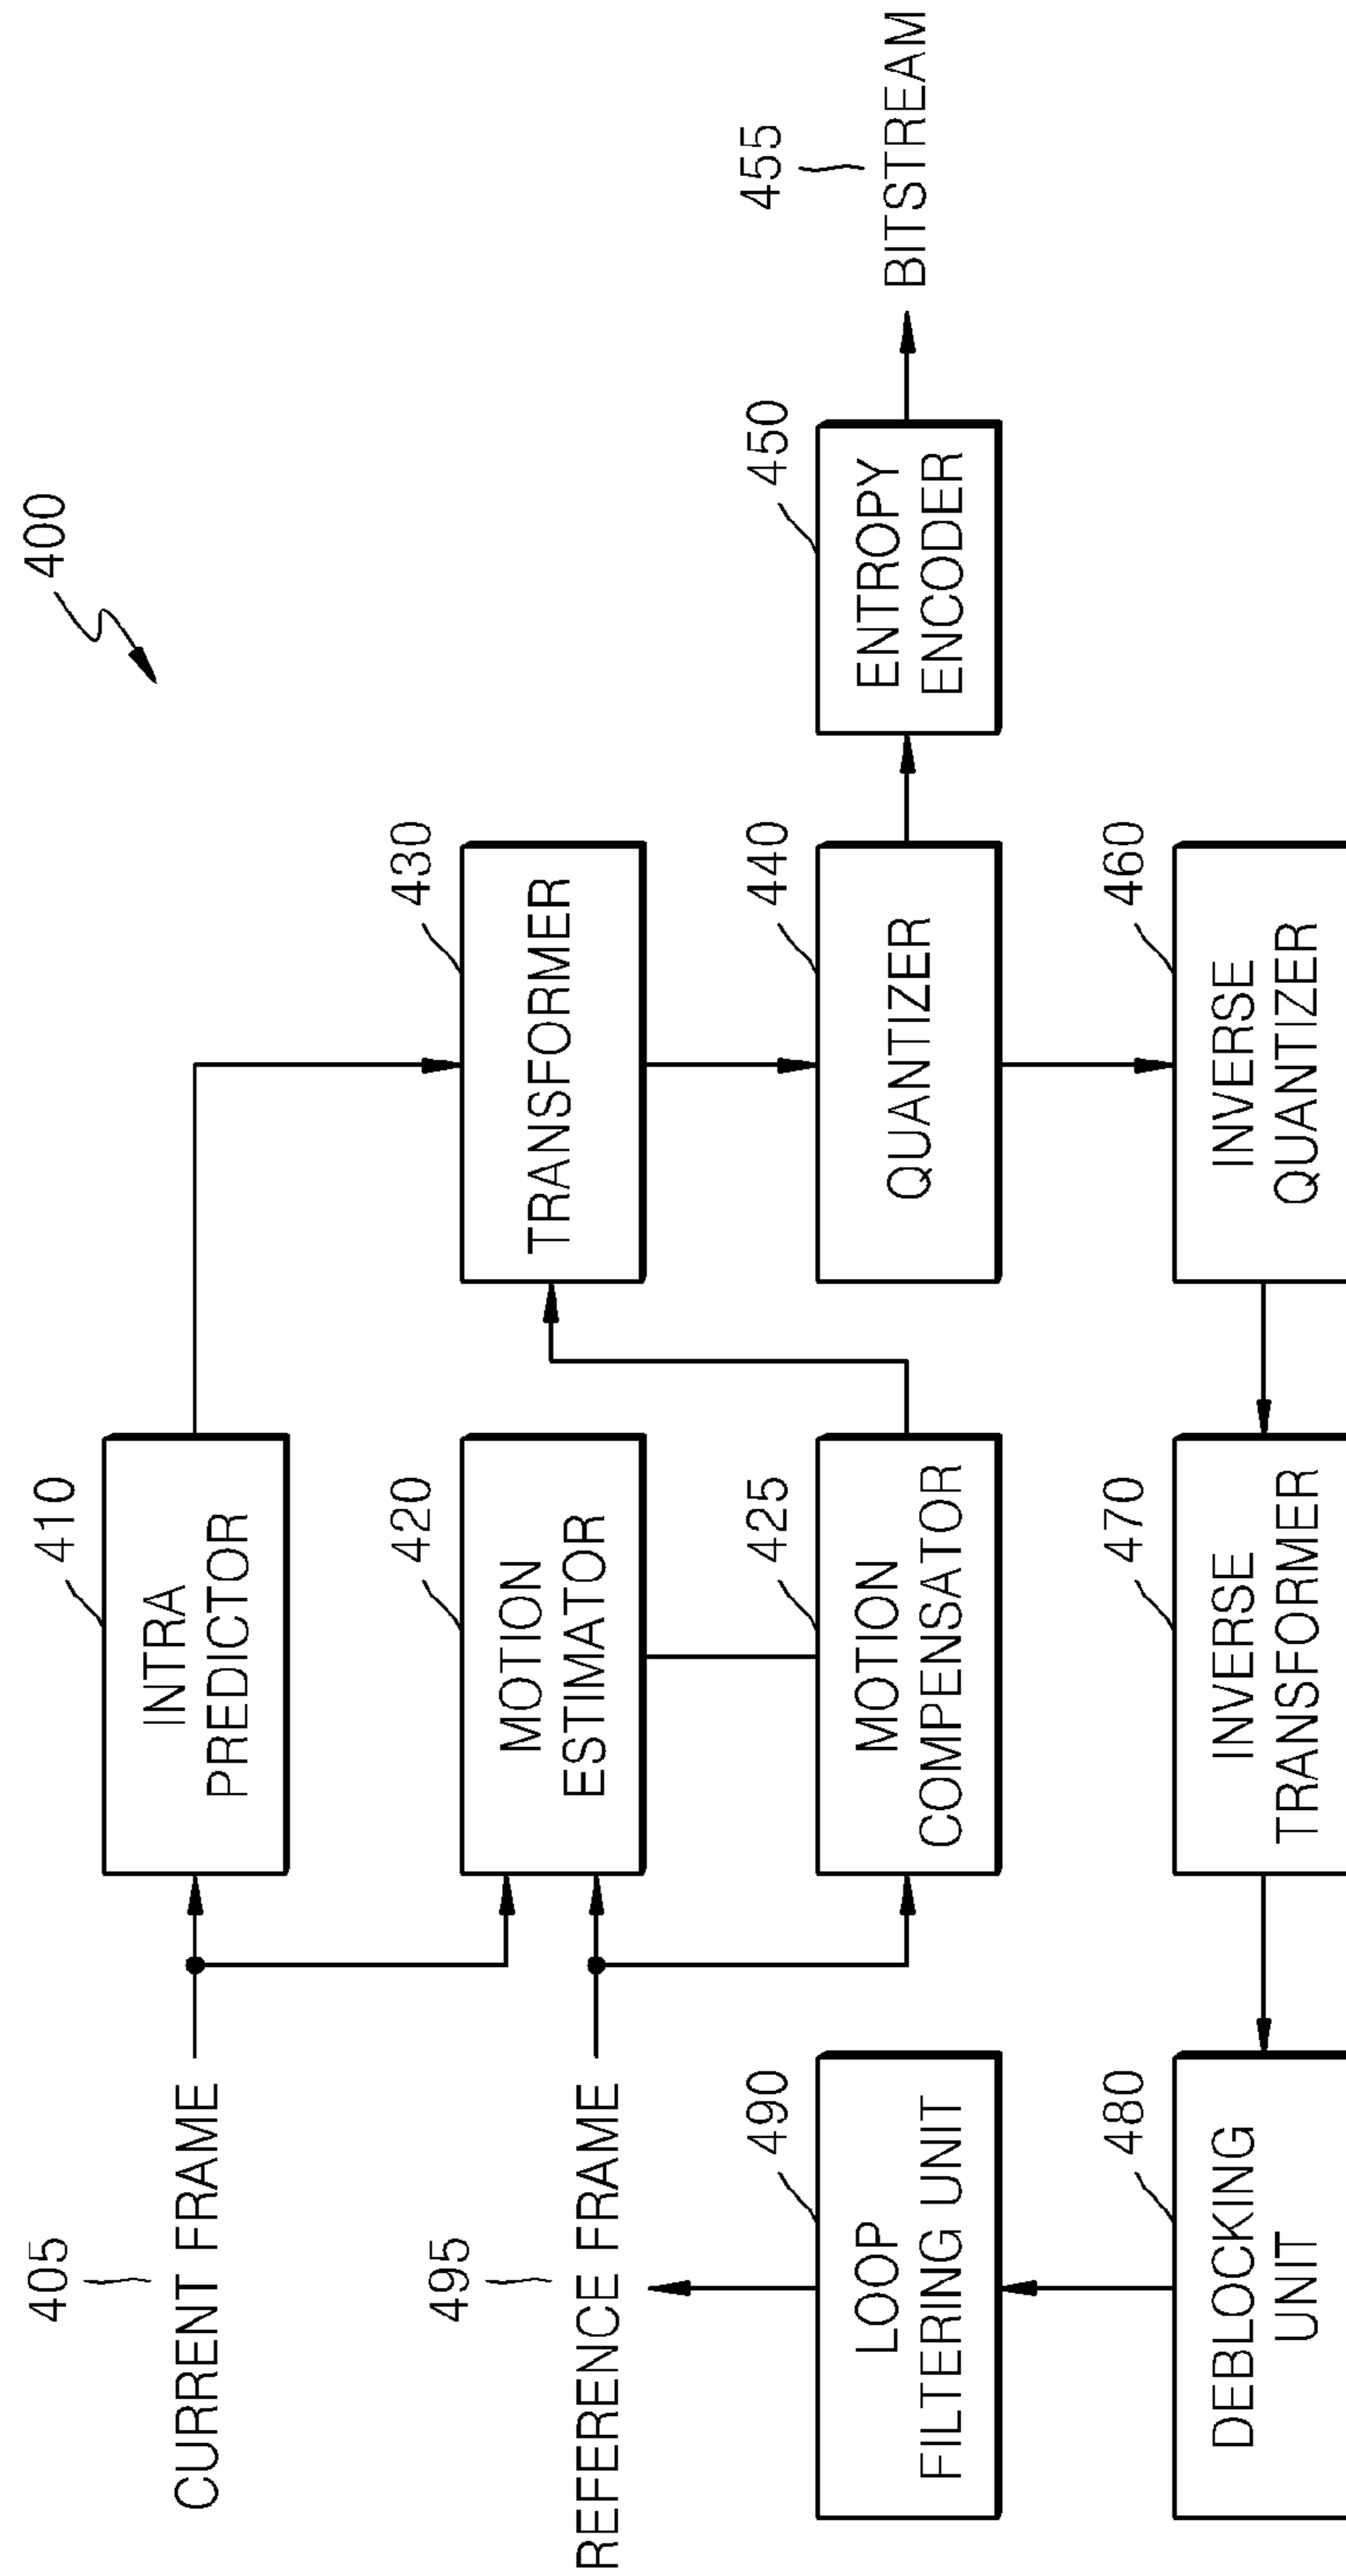 400
405
CURRENT FRAME
410
INTRA
PREDICTOR
495
REFERENCE FRAME
420
MOTION
ESTIMATOR
430
TRANSFORMER
490
LOOP
FILTERING UNIT
425
MOTION
COMPENSATOR
440
QUANTIZER
450
ENTROPY
ENCODER
455
BITSTREAM
480
DEBLOCKING
UNIT
470
INVERSE
TRANSFORMER
460
INVERSE
QUANTIZER